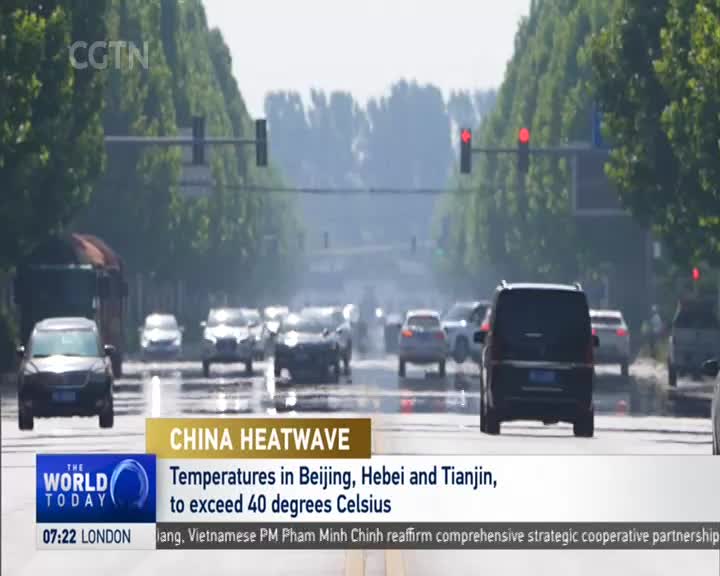 CGTN
CHINA HEATWAVE
THE
WORLD
TODAY
Temperatures in Beijing, Hebei and Tianjin,
to exceed 40 degrees Celsius
07:22 LONDON
iang, Vietnamese PM Pham Minh Chinh reaffirm comprehensive strategic cooperative partnership